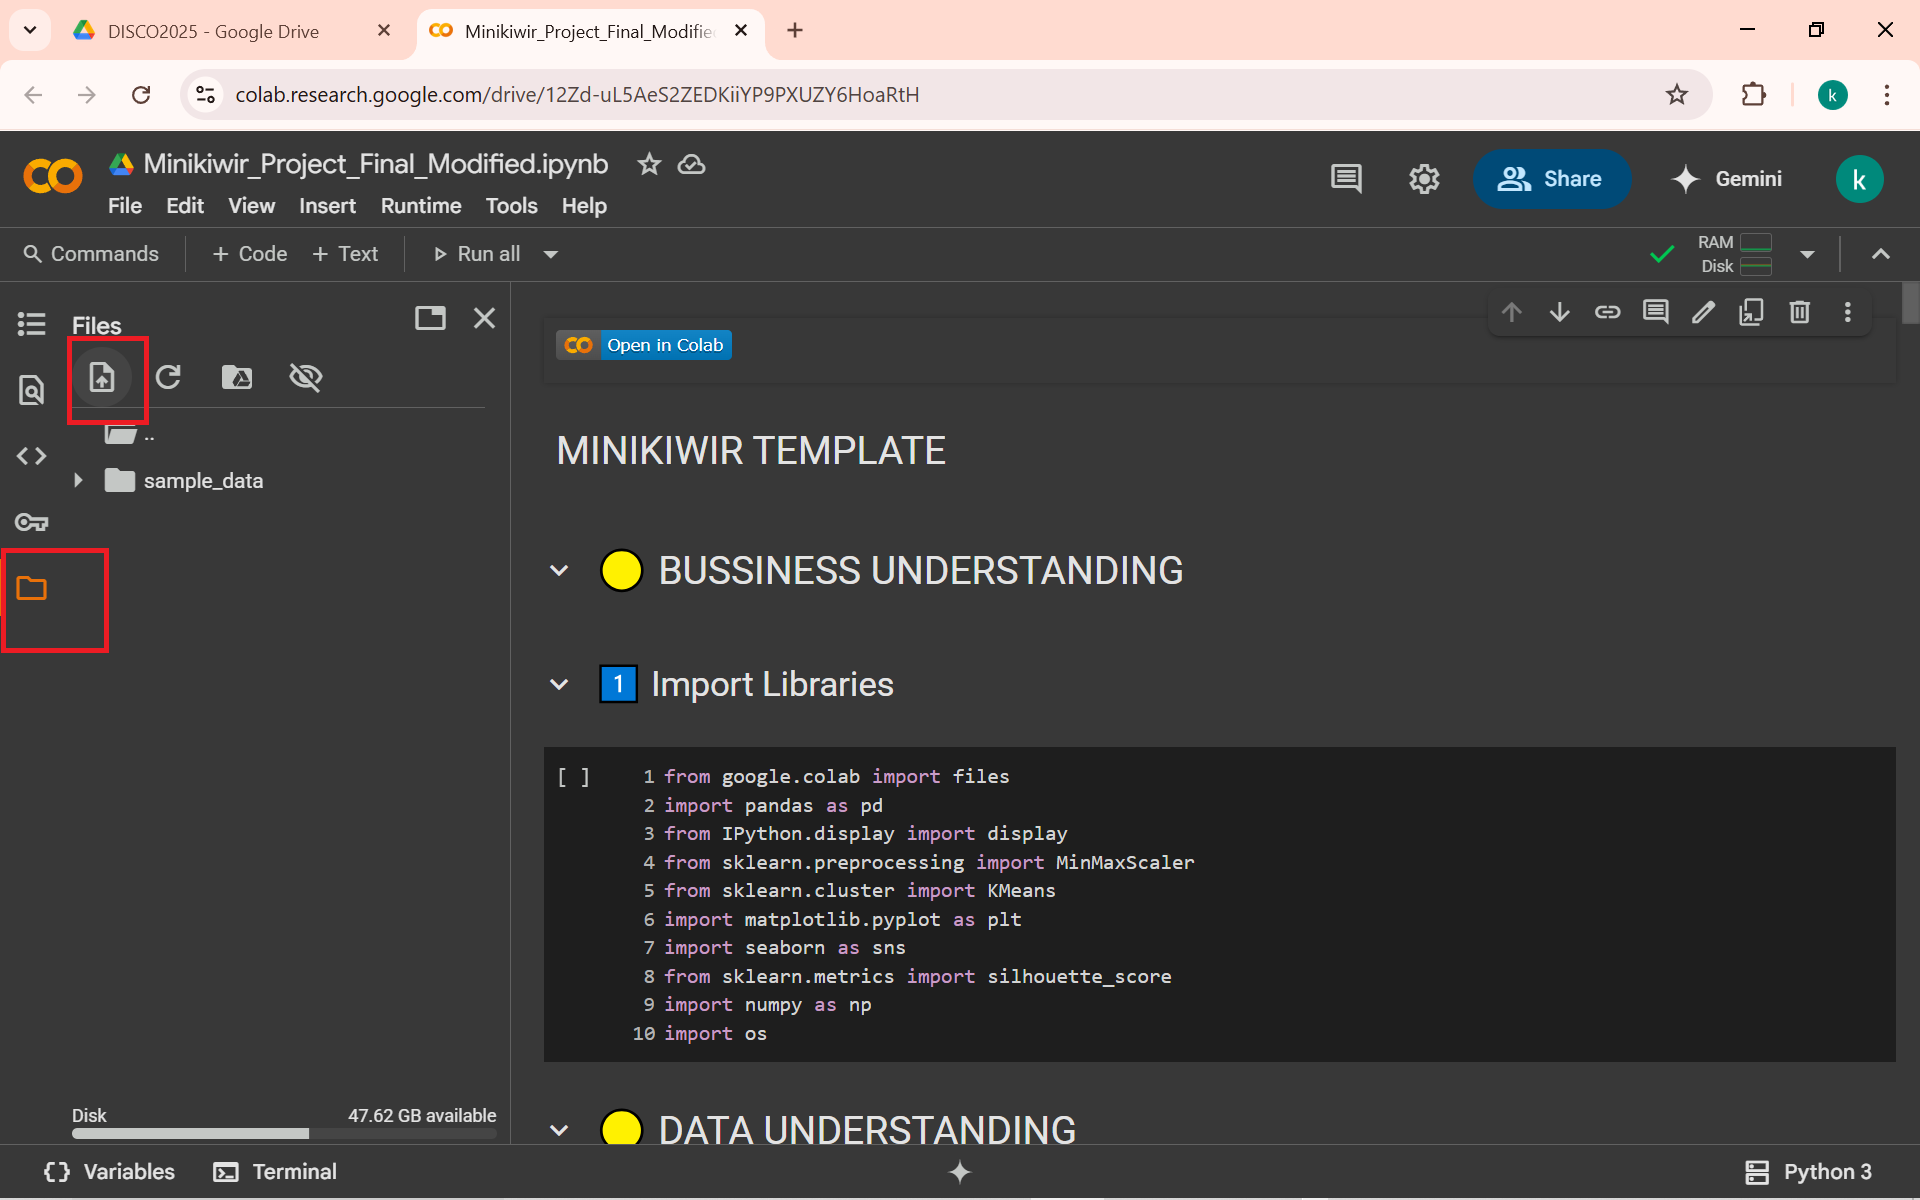 DISCO2025 - Google Drive
Minikiwir_Project_Final_Modifie
colab.research.google.com/drive/12Zd-uL5AeS2ZEDKiiYP9PXUZY6HoaRtH
k
Minikiwir_Project_Final_Modified.ipynb
File Edit View Insert Runtime Tools Help
Share
Gemini
k
Commands + Code + Text Run all
RAM
Disk
Files
..
sample_data
Disk 47.62 GB available
Open in Colab
MINIKIWIR TEMPLATE
BUSSINESS UNDERSTANDING
1 Import Libraries
[ ]
1 from google.colab import files
2 import pandas as pd
3 from IPython.display import display
4 from sklearn.preprocessing import MinMaxScaler
5 from sklearn.cluster import KMeans
6 import matplotlib.pyplot as plt
7 import seaborn as sns
8 from sklearn.metrics import silhouette_score
9 import numpy as np
10 import os
DATA UNDERSTANDING
{} Variables Terminal
Python 3